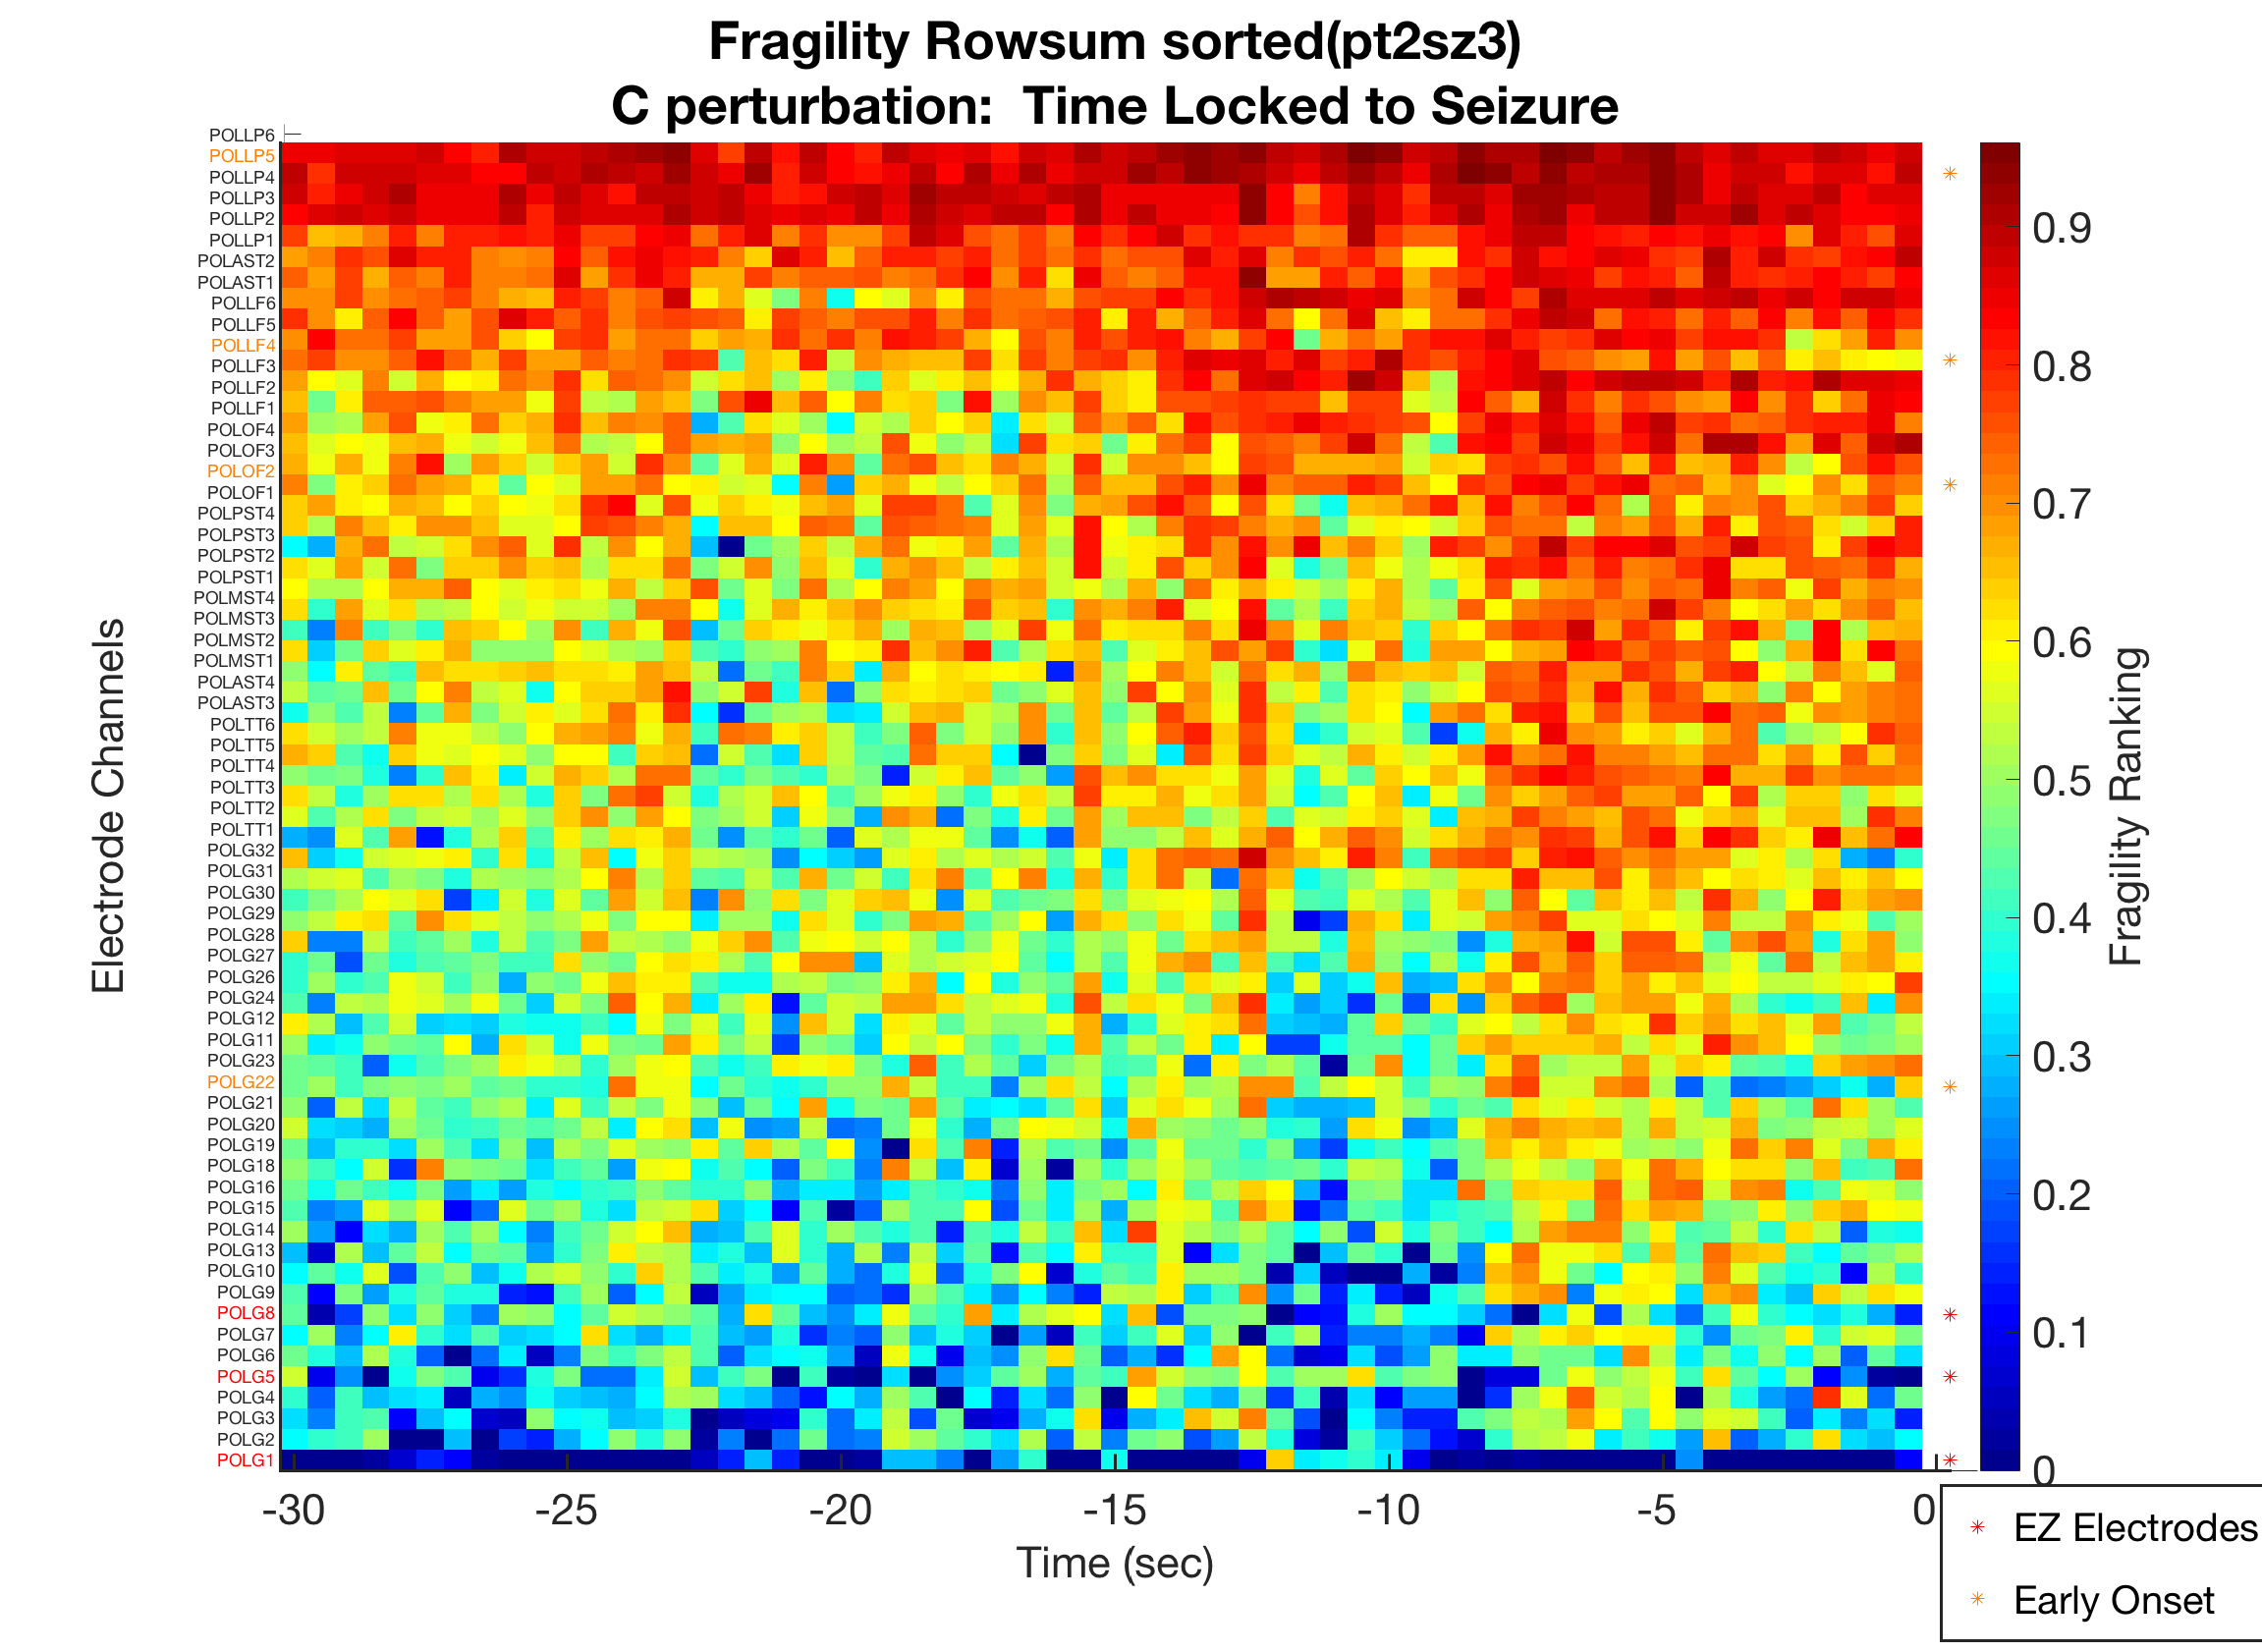 Fragility Rowsum sorted(pt2sz3)
C perturbation:  Time Locked to Seizure
POLLP6
POLLP5
POLLP4
POLLP3
POLLP2
POLLP1
POLAST2
POLAST1
POLLF6
POLLF5
POLLF4
POLLF3
POLLF2
POLLF1
POLOF4
POLOF3
POLOF2
POLOF1
POLPST4
POLPST3
POLPST2
POLPST1
POLMST4
POLMST3
POLMST2
POLMST1
POLAST4
POLAST3
POLTT6
POLTT5
POLTT4
POLTT3
POLTT2
POLTT1
POLG32
POLG31
POLG30
POLG29
POLG28
POLG27
POLG26
POLG24
POLG12
POLG11
POLG23
POLG22
POLG21
POLG20
POLG19
POLG18
POLG16
POLG15
POLG14
POLG13
POLG10
POLG9
POLG8
POLG7
POLG6
POLG5
POLG4
POLG3
POLG2
POLG1
Electrode Channels
-30 -25 -20 -15 -10 -5 0
Time (sec)
0.9
0.8
0.7
0.6
0.5
0.4
0.3
0.2
0.1
0
Fragility Ranking
EZ Electrodes
Early Onset